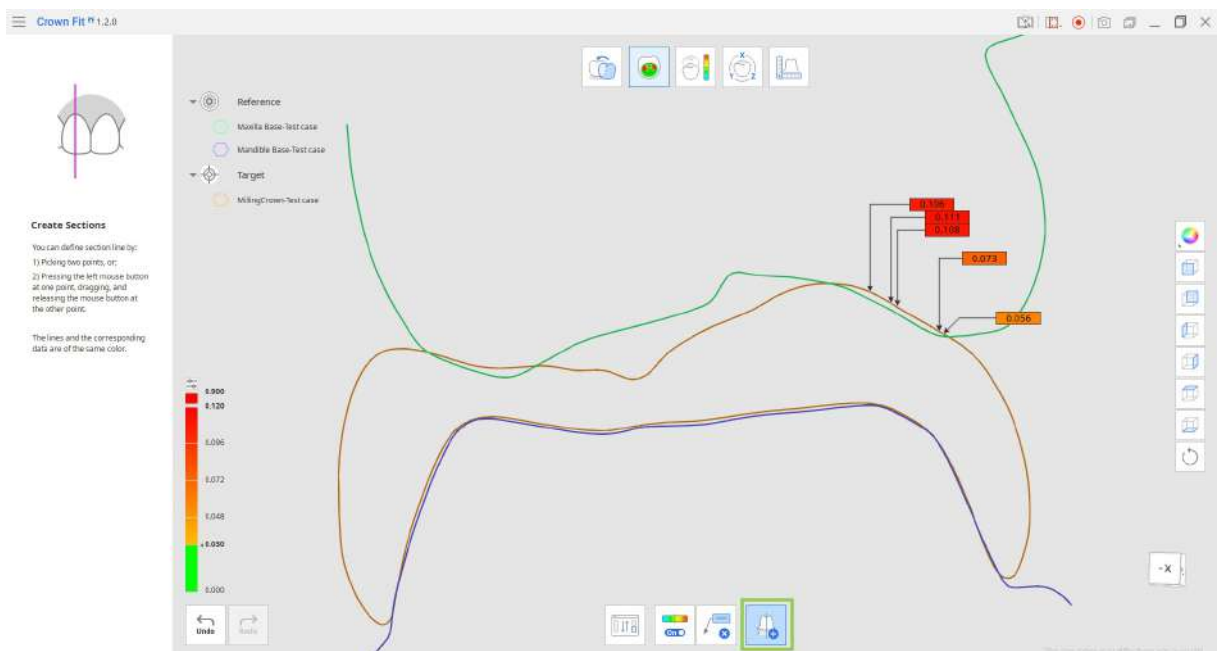 Crown Fit 1.2.0
Create Sections
You can define section line by:
1) Picking two points, or;
2) Pressing the left mouse button
at one point, dragging, and
releasing the mouse button at
the other point.
The lines and the corresponding
data are of the same color.
Reference
Maxilla Base-Test case
Mandible Base-Test case
Target
MillingCrown-Test case
X
Y
Z
0.106
0.111
0.108
0.073
0.056
0.900
0.120
0.096
0.072
0.048
0.030
0.000
Undo
Redo
On
-X